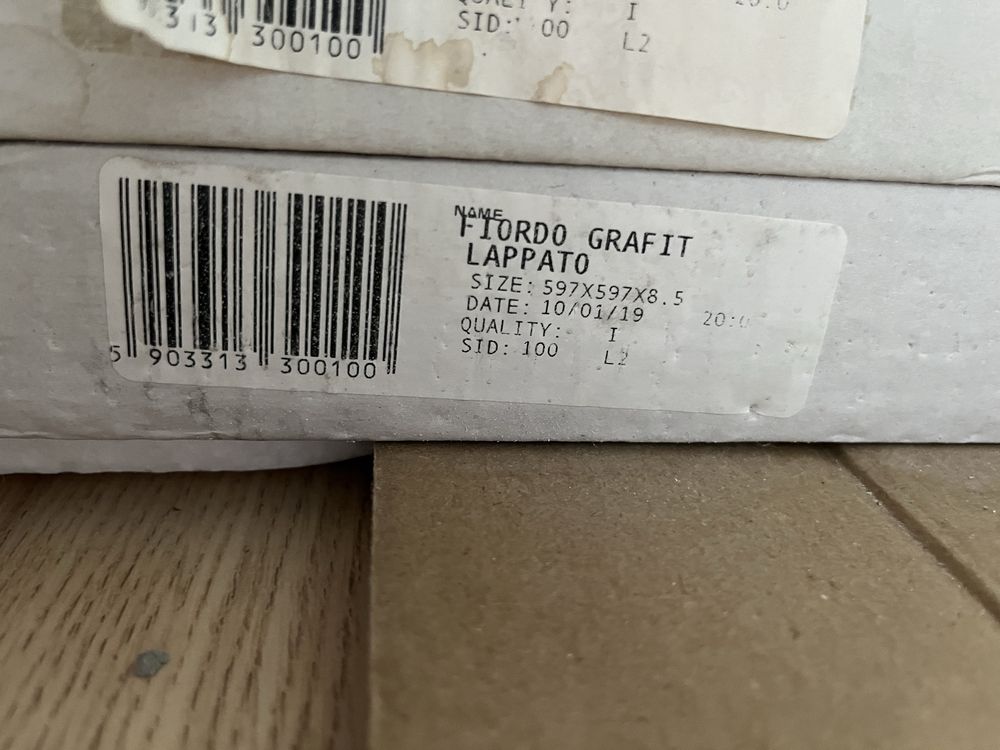 313 300100
SID: 00 L2
NAME
FIORDO GRAFIT
LAPPATO
SIZE: 597X597X8.5
DATE: 10/01/19
QUALITY: I
SID: 100 L2
5 903313 300100